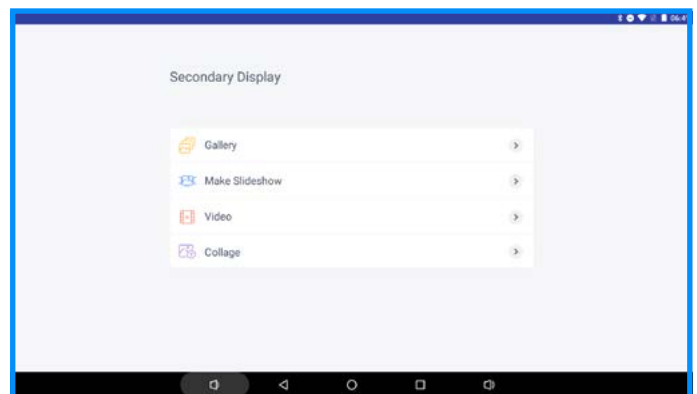 Secondary Display
Gallery
Make Slideshow
Video
Collage